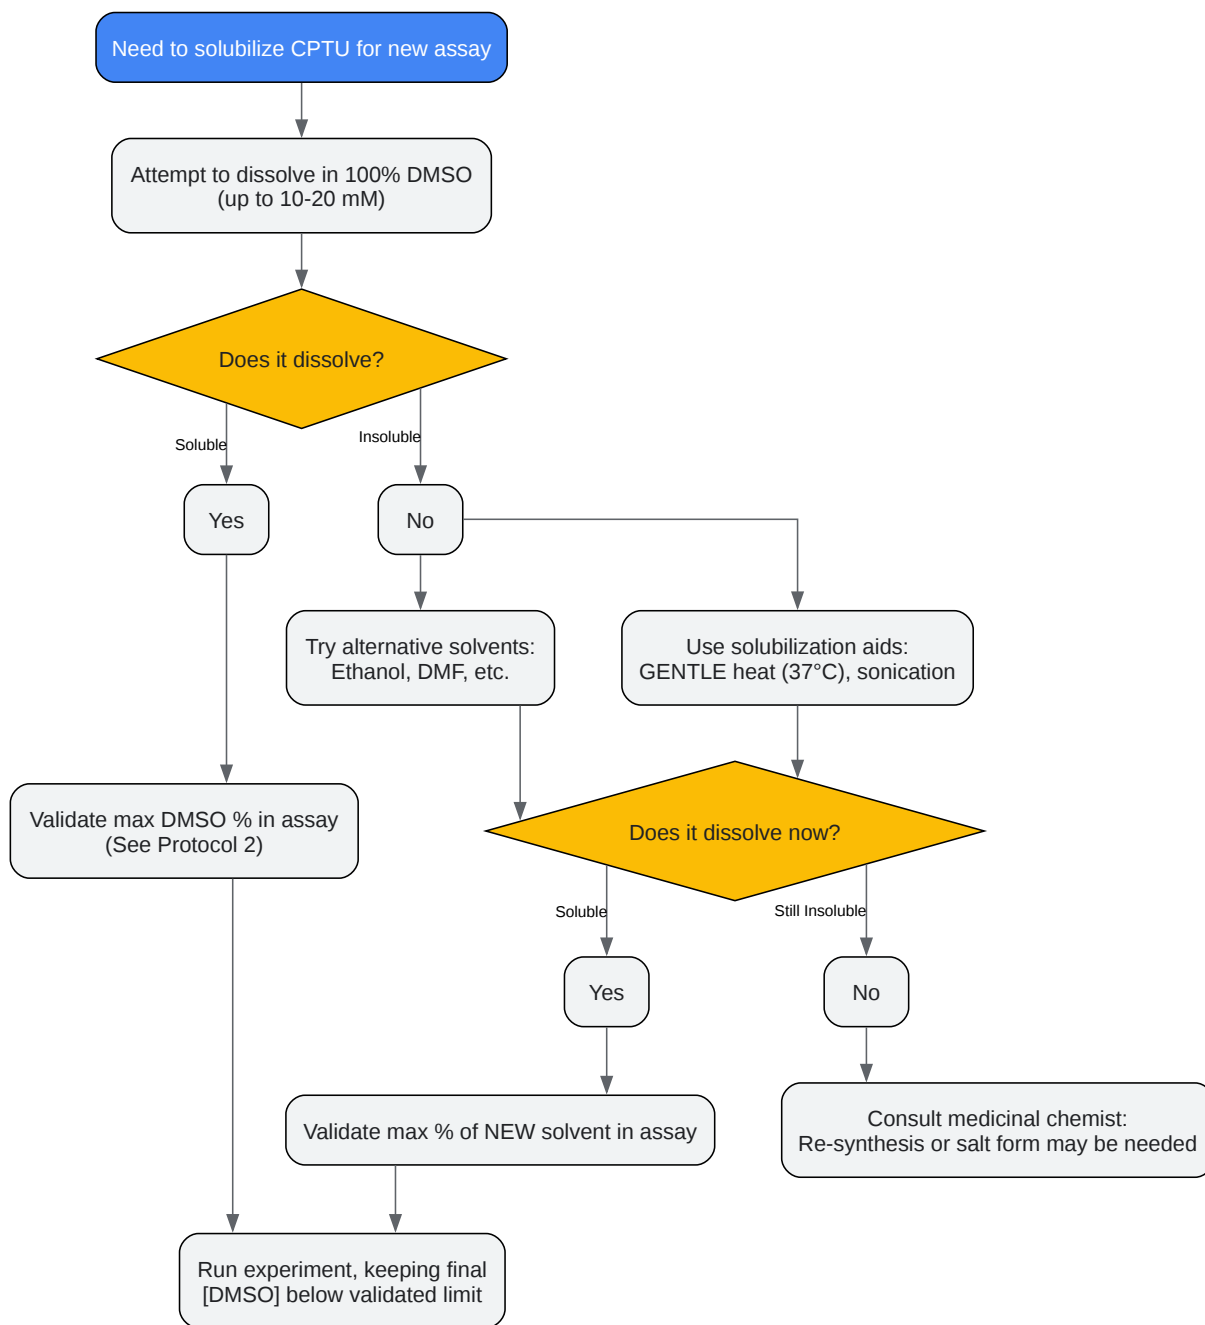 Need to solubilize CPTU for new assay
Attempt to dissolve in 100% DMSO
(up to 10-20 mM)
Does it dissolve?
Soluble
Insoluble
Yes
No
Try alternative solvents:
Ethanol, DMF, etc.
Use solubilization aids:
GENTLE heat (37°C), sonication
Validate max DMSO % in assay
(See Protocol 2)
Does it dissolve now?
Soluble
Still Insoluble
Yes
No
Validate max % of NEW solvent in assay
Consult medicinal chemist:
Re-synthesis or salt form may be needed
Run experiment, keeping final
[DMSO] below validated limit